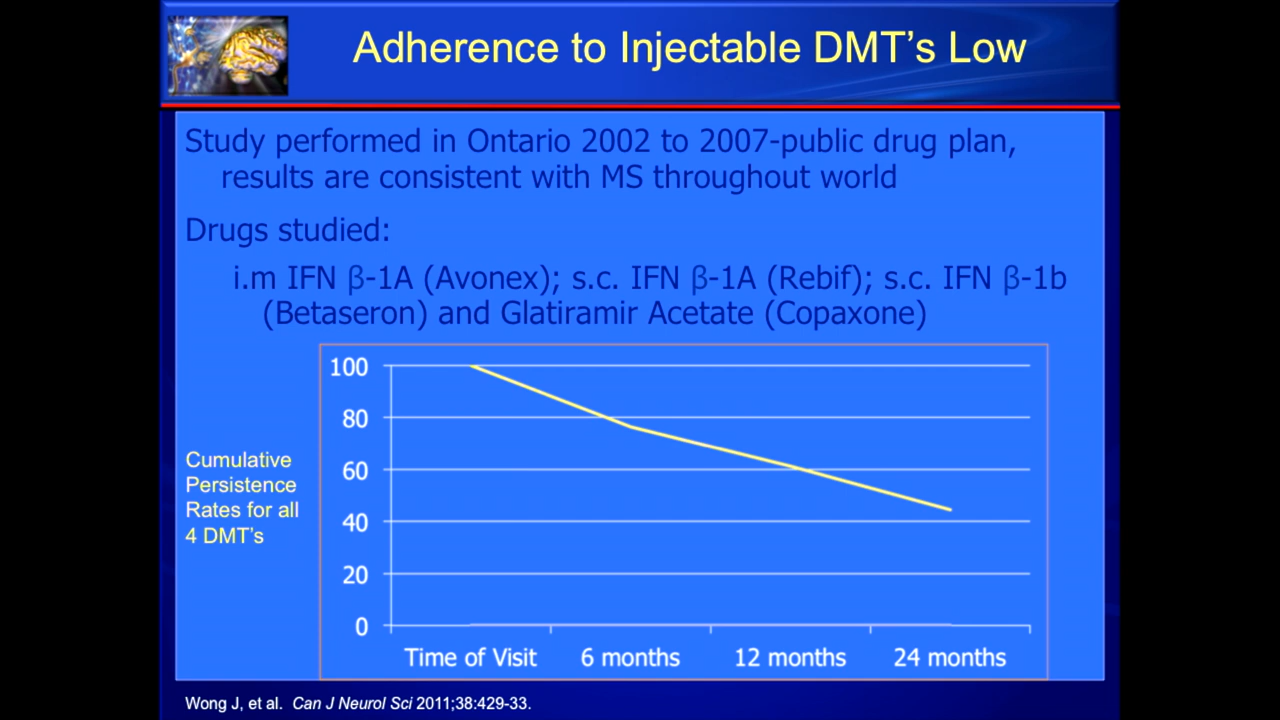 Adherence to Injectable DMT’s Low
Study performed in Ontario 2002 to 2007-public drug plan,
results are consistent with MS throughout world
Drugs studied:
i.m IFN β-1A (Avonex); s.c. IFN β-1A (Rebif); s.c. IFN β-1b
(Betaseron) and Glatiramir Acetate (Copaxone)
Cumulative
Persistence
Rates for all
4 DMT’s
100
80
60
40
20
0
Time of Visit 6 months 12 months 24 months
Wong J, et al. Can J Neurol Sci 2011;38:429-33.